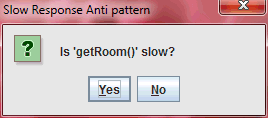 Slow Response Anti pattern
Is 'getRoom()' slow?
Yes No